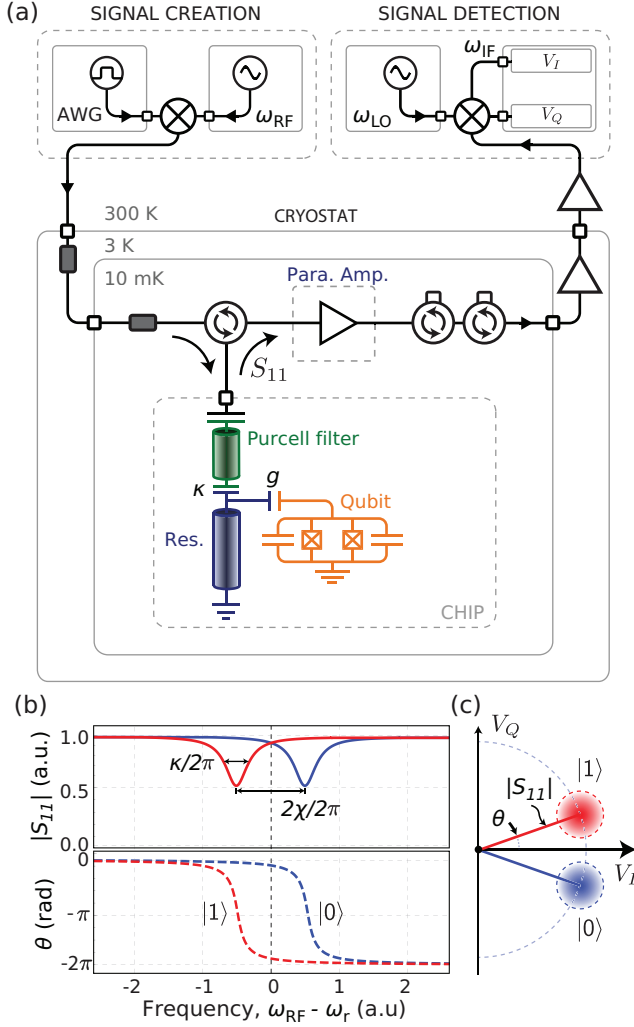 (a)
SIGNAL CREATION
SIGNAL DETECTION
AWG
ω_RF
ω_LO
ω_IF
V_I
V_Q
300 K
CRYOSTAT
3 K
10 mK
Para. Amp.
S_11
Purcell filter
κ
g
Qubit
Res.
CHIP
(b)
|S_11| (a.u.)
1.0
0.5
0.0
κ/2π
2χ/2π
θ (rad)
0
-π
-2π
|1⟩
|0⟩
-2
-1
0
1
2
Frequency, ω_RF - ω_r (a.u)
(c)
V_Q
|1⟩
|S_11|
θ
V_I
|0⟩